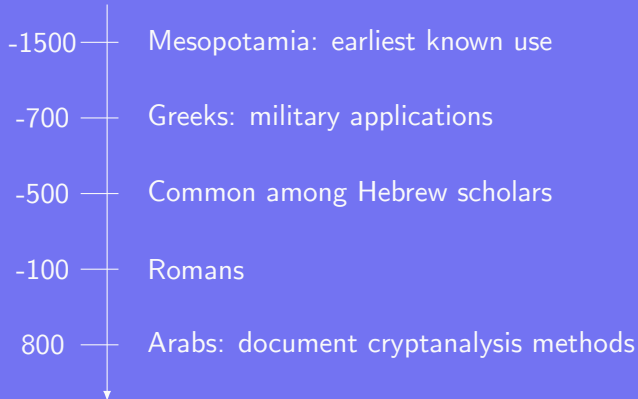 -1500 Mesopotamia: earliest known use
-700 Greeks: military applications
-500 Common among Hebrew scholars
-100 Romans
800 Arabs: document cryptanalysis methods